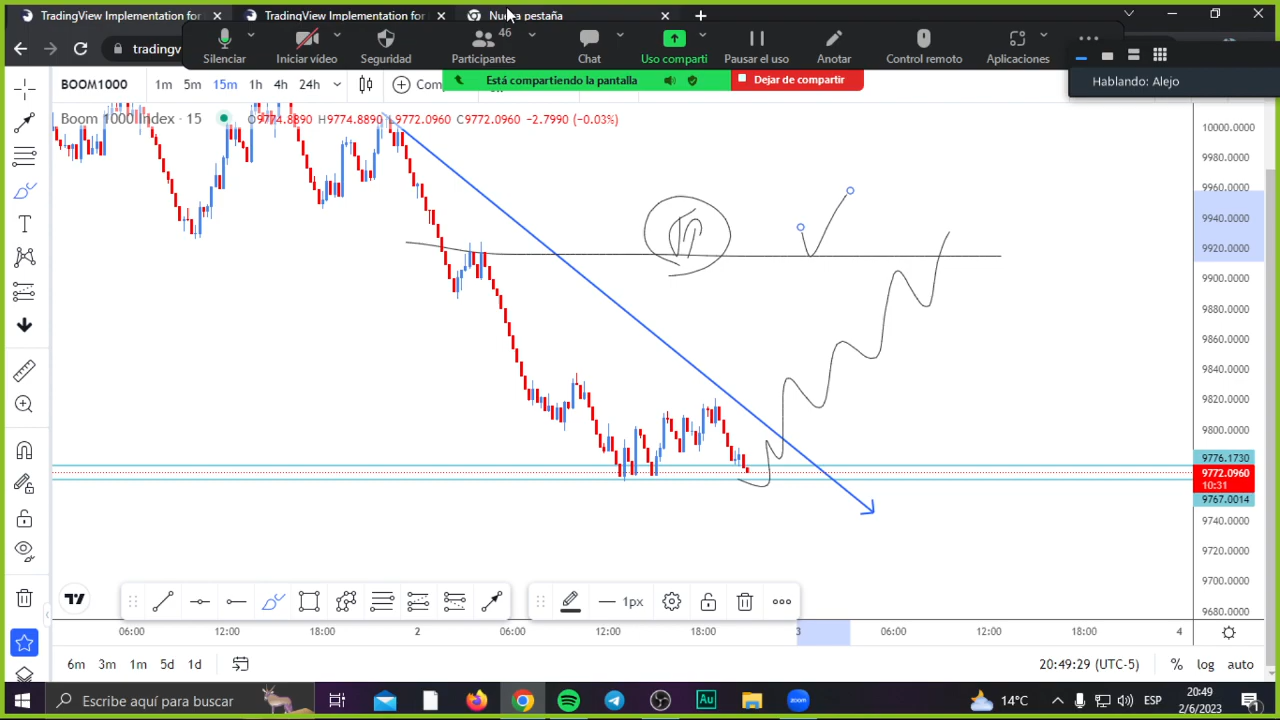 TradingView Implementation for
TradingView Implementation for
Nueva pestaña
tradingv
Silenciar
Iniciar video
Seguridad
46
Participantes
Chat
Uso comparti
Pausar el uso
Anotar
Control remoto
Aplicaciones
Está compartiendo la pantalla
Dejar de compartir
Hablando: Alejo
BOOM1000
1m 5m 15m 1h 4h 24h
Com
Boom 1000 Index · 15
O9774.8890 H9774.8890 L9772.0960 C9772.0960 -2.7990 (-0.03%)
10000.0000
9980.0000
9960.0000
9940.0000
9920.0000
9900.0000
9880.0000
9860.0000
9840.0000
9820.0000
9800.0000
9776.1730
9772.0960
10:31
9767.0014
9740.0000
9720.0000
9700.0000
9680.0000
1px
06:00 12:00 18:00 2 06:00 12:00 18:00 3 06:00 12:00 18:00 4
6m 3m 1m 5d 1d
20:49:29 (UTC-5)
% log auto
Escribe aquí para buscar
Au
zoom
14°C
ESP
20:49
2/6/2023
1